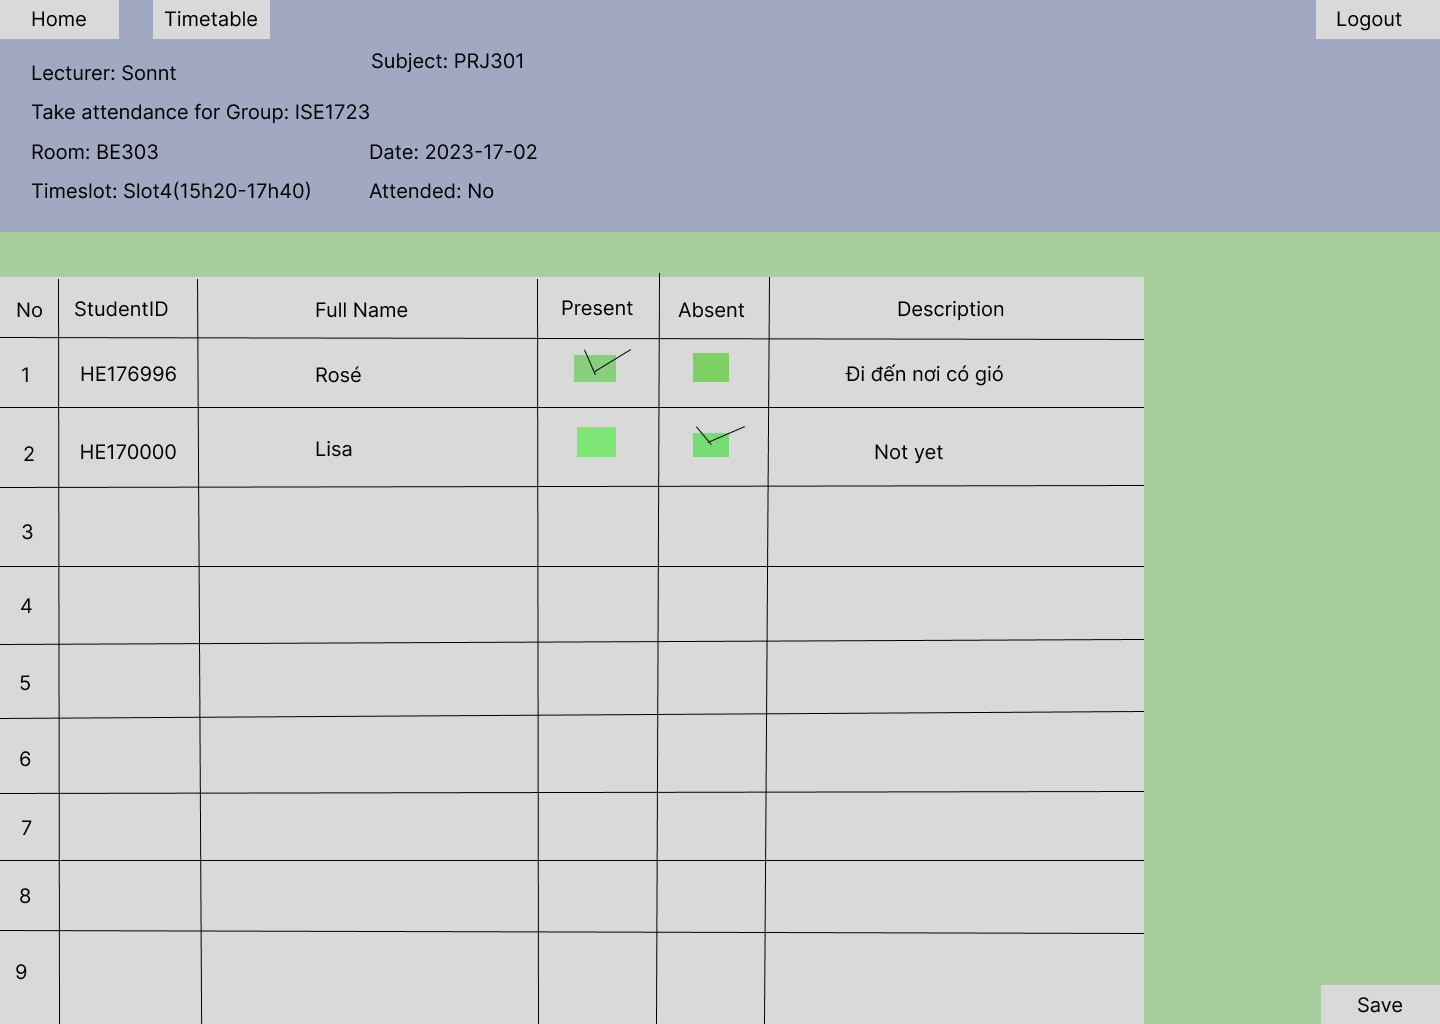 Home Timetable Logout
Lecturer: Sonnt Subject: PRJ301
Take attendance for Group: ISE1723
Room: BE303 Date: 2023-17-02
Timeslot: Slot4(15h20-17h40) Attended: No
No StudentID Full Name Present Absent Description
1 HE176996 Rosé Đi đến nơi có gió
2 HE170000 Lisa Not yet
3
4
5
6
7
8
9
Save